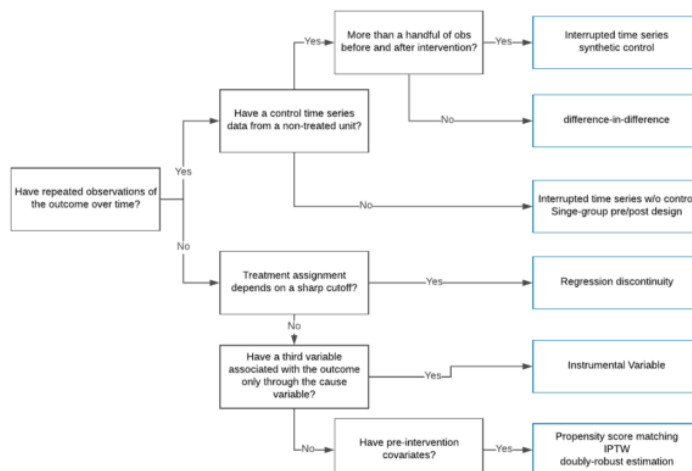 More than a handful of obs
before and after intervention?
Yes
Yes
Interrupted time series
synthetic control
Have a control time series
data from a non-treated unit?
No
difference-in-difference
Yes
Have repeated observations of
the outcome over time?
No
Interrupted time series w/o control
Singe-group pre/post design
No
Treatment assignment
depends on a sharp cutoff?
Yes
Regression discontinuity
No
Have a third variable
associated with the outcome
only through the cause
variable?
Yes
Instrumental Variable
No
Have pre-intervention
covariates?
Yes
Propensity score matching
IPTW
doubly-robust estimation